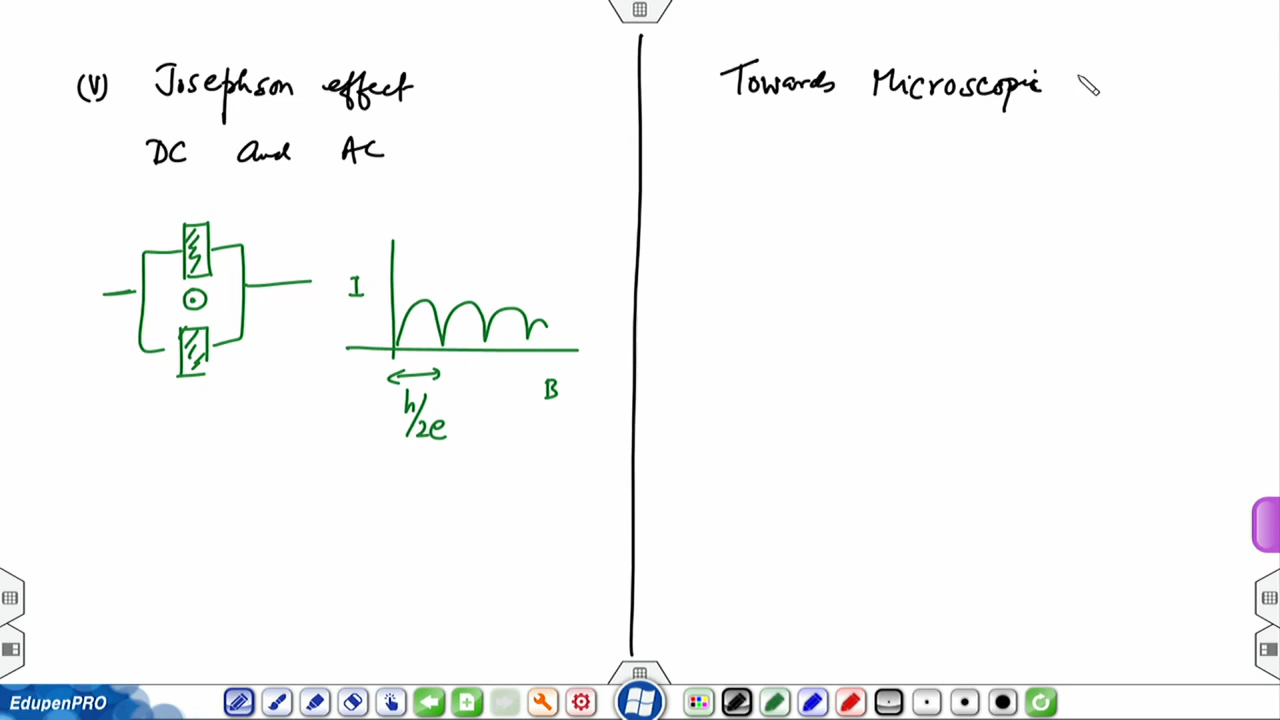 (V) Josephson effect
DC and AC
I
B
h/2e
Towards Microscopic
EdupenPRO